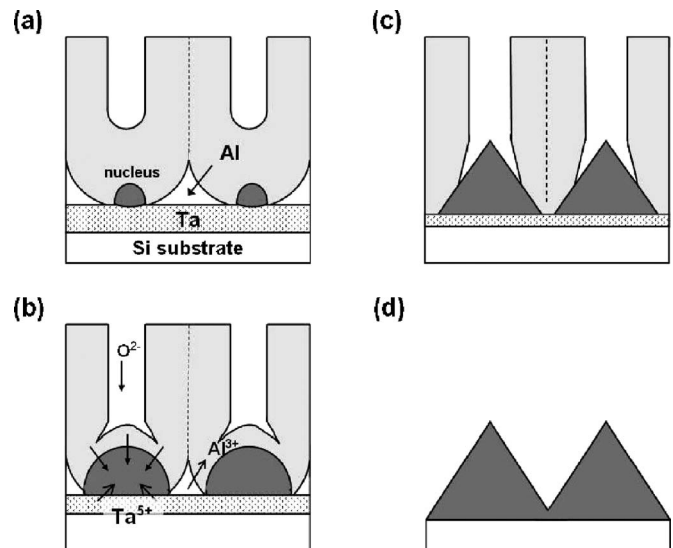 (a)
nucleus
Al
Ta
Si substrate
(b)
O²⁻
Al³⁺
Ta⁵⁺
(c)
(d)